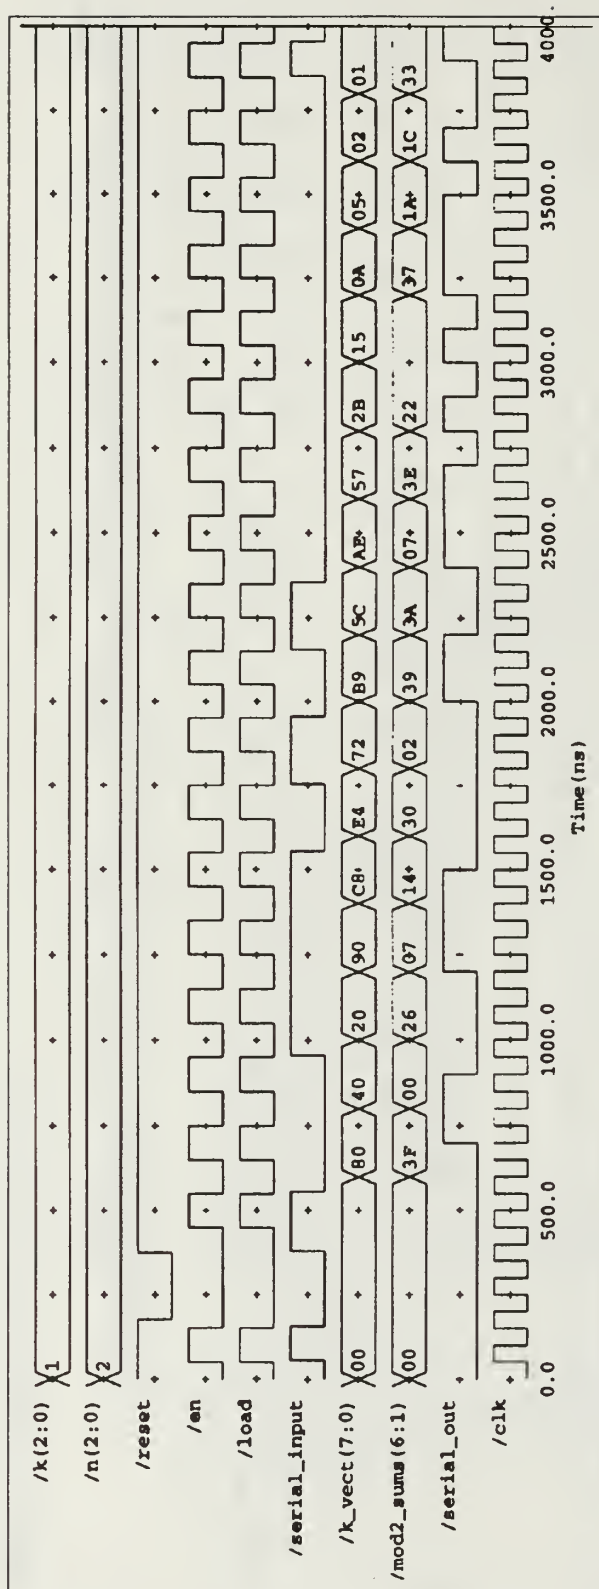 /k(2:0) 1
/n(2:0) 2
/reset
/en
/load
/serial_input
/k_vect(7:0) 00 80 40 20 90 C8 E4 72 B9 5C AE 57 2B 15 0A 05 02 01
/mod2_sums(6:1) 00 3F 00 26 07 14 30 02 39 3A 07 3E 22 37 1A 1C 33
/serial_out
/clk
0.0 500.0 1000.0 1500.0 2000.0 2500.0 3000.0 3500.0 4000.
Time(ns)